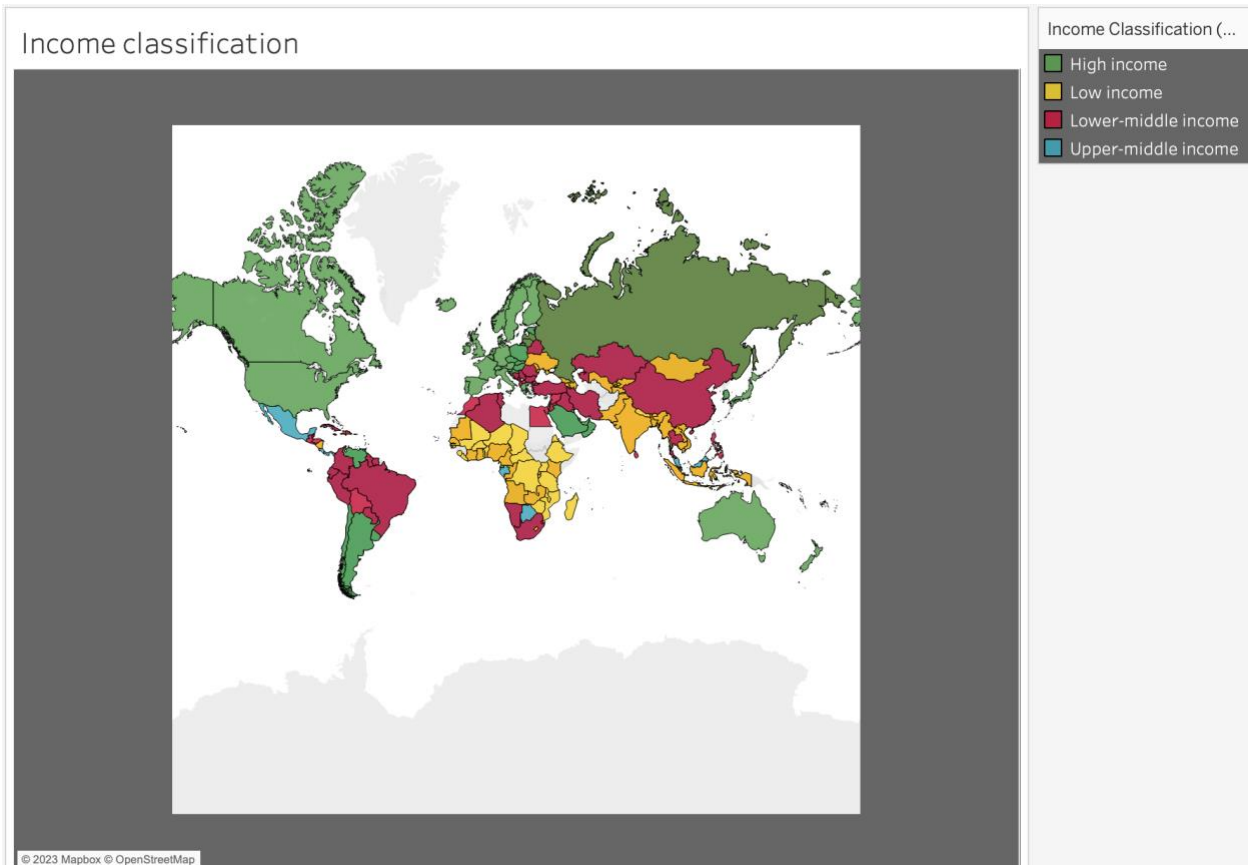 Income classification
Income Classification (...
High income
Low income
Lower-middle income
Upper-middle income
© 2023 Mapbox © OpenStreetMap